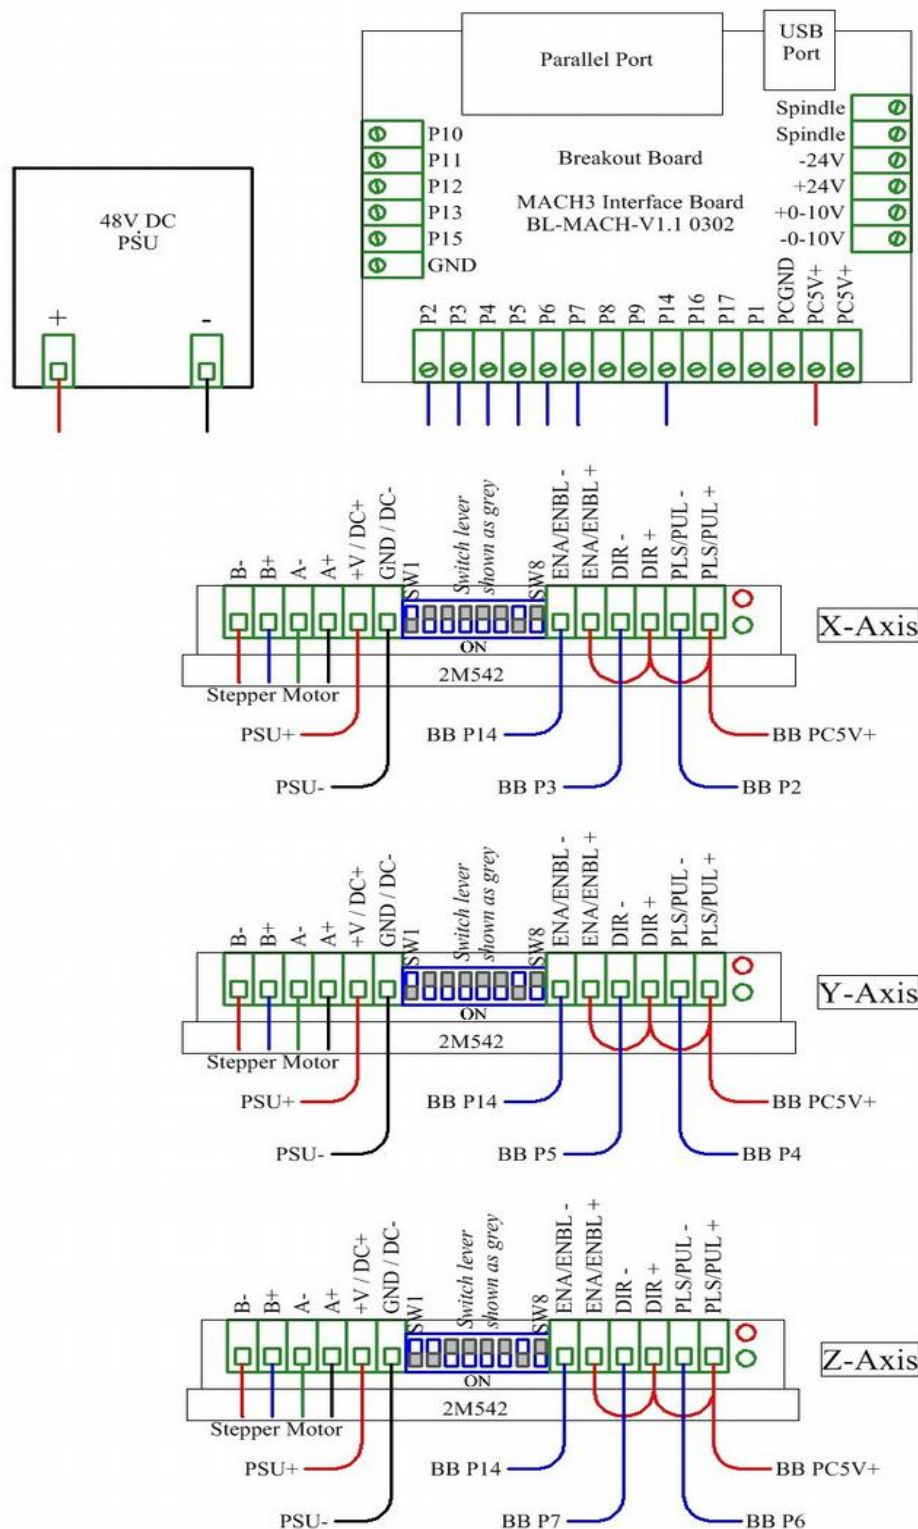 USB
Port
Parallel Port
Spindle
Spindle
-24V
+24V
+0-10V
-0-10V
P10
P11
P12
P13
P15
GND
Breakout Board
MACH3 Interface Board
BL-MACH-V1.1 0302
48V DC
PSU
+
-
P2
P3
P4
P5
P6
P7
P8
P9
P14
P16
P17
P1
PCGND
PC5V+
PC5V+
B-
B+
A-
A+
+V / DC+
GND / DC-
SW1
Switch lever
shown as grey
SW8
ENA/ENBL -
ENA/ENBL +
DIR -
DIR +
PLS/PUL -
PLS/PUL +
X-Axis
ON
2M542
Stepper Motor
PSU+
BB P14
BB PC5V+
PSU-
BB P3
BB P2
B-
B+
A-
A+
+V / DC+
GND / DC-
SW1
Switch lever
shown as grey
SW8
ENA/ENBL -
ENA/ENBL +
DIR -
DIR +
PLS/PUL -
PLS/PUL +
Y-Axis
ON
2M542
Stepper Motor
PSU+
BB P14
BB PC5V+
PSU-
BB P5
BB P4
B-
B+
A-
A+
+V / DC+
GND / DC-
SW1
Switch lever
shown as grey
SW8
ENA/ENBL -
ENA/ENBL +
DIR -
DIR +
PLS/PUL -
PLS/PUL +
Z-Axis
ON
2M542
Stepper Motor
PSU+
BB P14
BB PC5V+
PSU-
BB P7
BB P6